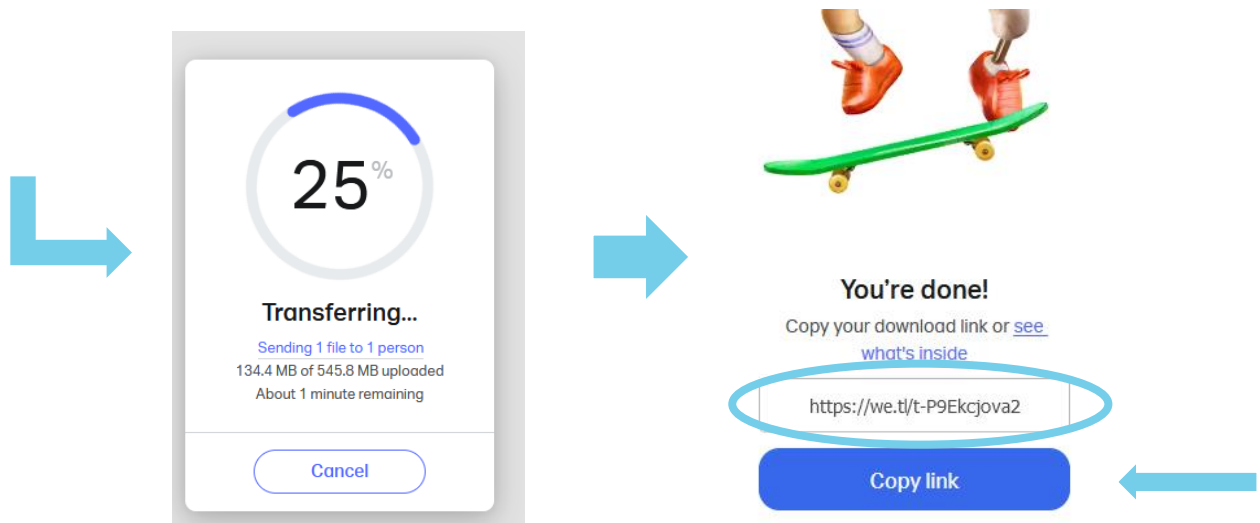 25%
Transferring...
Sending 1 file to 1 person
134.4 MB of 545.8 MB uploaded
About 1 minute remaining
Cancel
You're done!
Copy your download link or see
what's inside
https://we.tl/t-P9Ekcjova2
Copy link